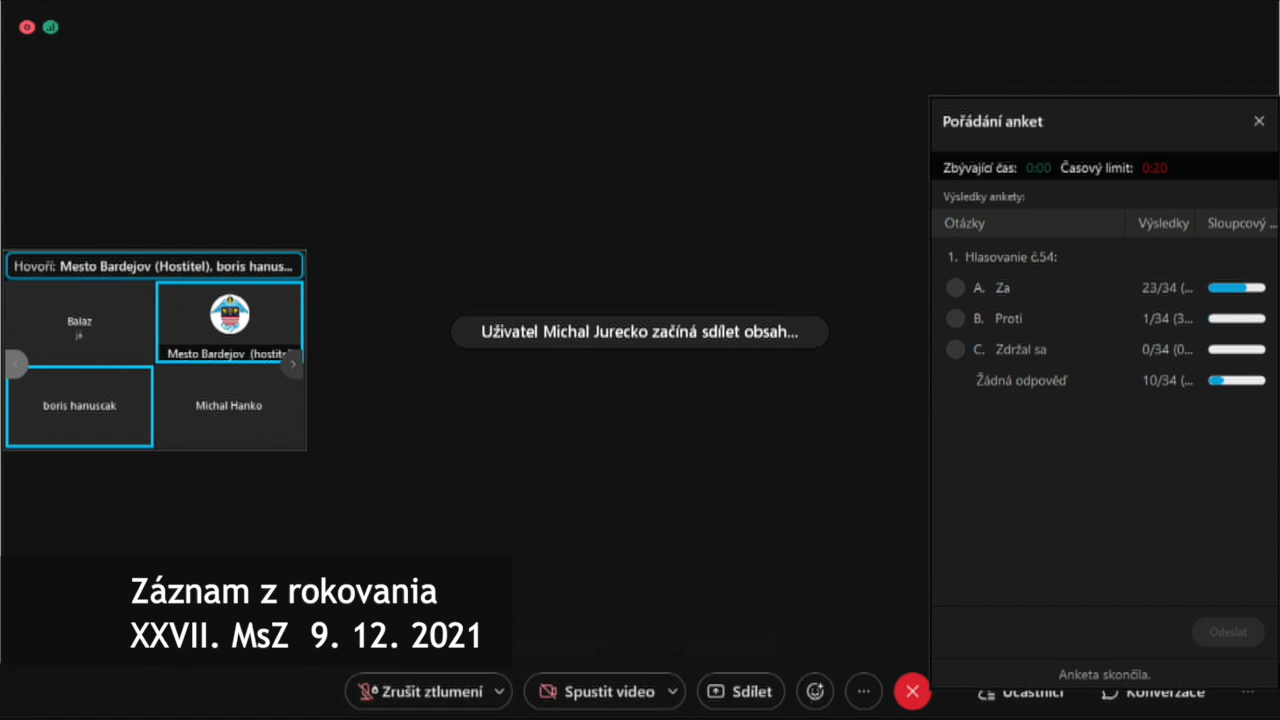 Pořádání anket
Zbývající čas: 0:00 Časový limit: 0:20
Výsledky ankety:
Otázky Výsledky Sloupcový ...
1. Hlasovanie č.54:
A. Za 23/34 (...
B. Proti 1/34 (3...
C. Zdržal sa 0/34 (0...
Žádná odpověď 10/34 (...
Hovoří: Mesto Bardejov (Hostitel), boris hanus...
Balaz
Mesto Bardejov (hostite
boris hanuscak
Michal Hanko
Uživatel Michal Jurecko začíná sdílet obsah...
Záznam z rokovania
XXVII. MsZ 9. 12. 2021
Odeslat
Anketa skončila.
Zrušit ztlumení
Spustit video
Sdílet
Účastníci
Konverzace